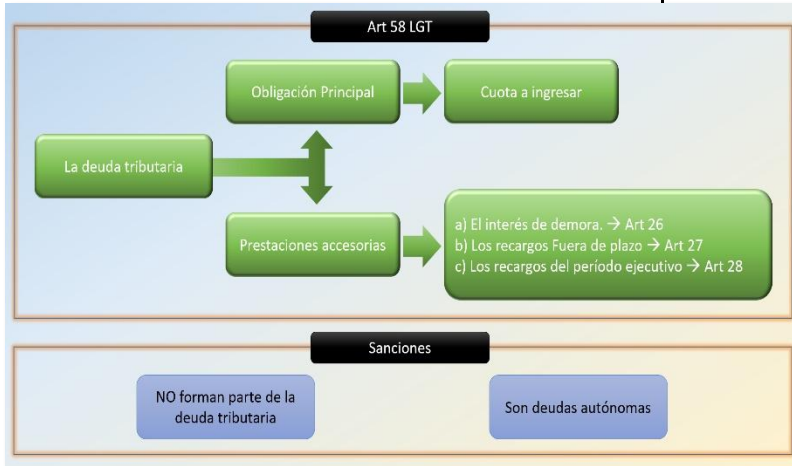 Art 58 LGT
Obligación Principal
Cuota a ingresar
La deuda tributaria
Prestaciones accesorias
a) El interés de demora. → Art 26
b) Los recargos Fuera de plazo → Art 27
c) Los recargos del período ejecutivo → Art 28
Sanciones
NO forman parte de la
deuda tributaria
Son deudas autónomas